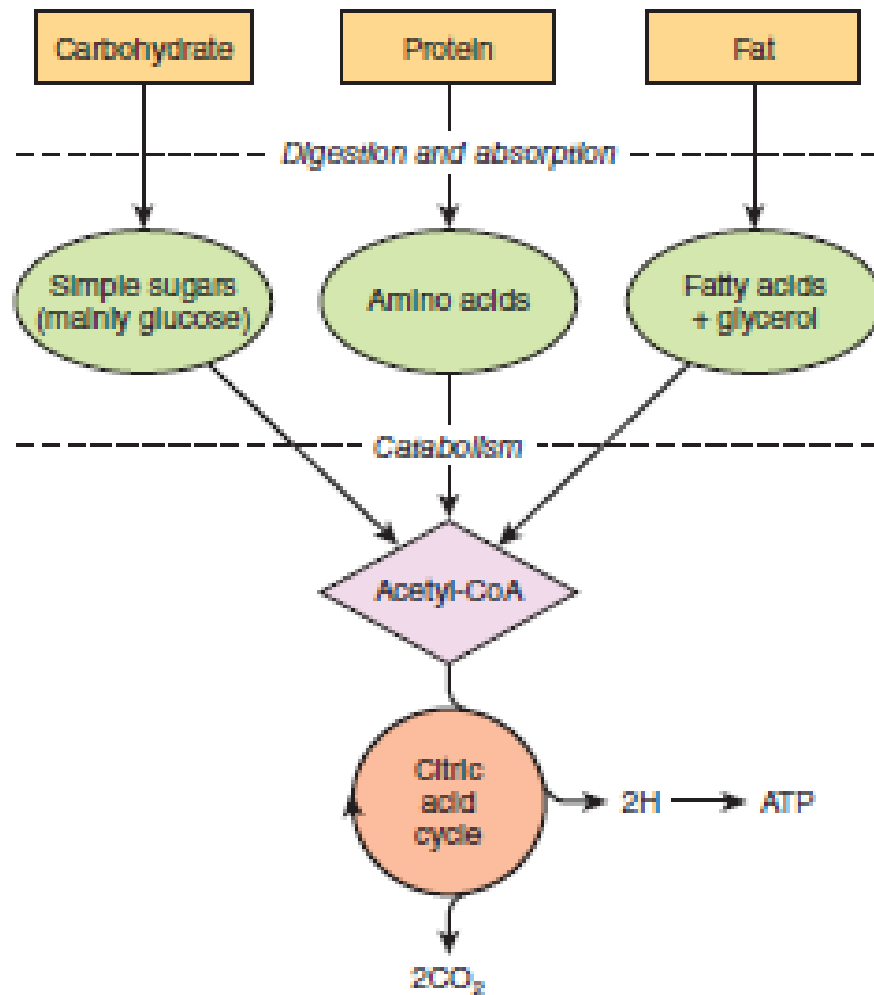 Carbohydrate
Protein
Fat
Digestion and absorption
Simple sugars
(mainly glucose)
Amino acids
Fatty acids
+ glycerol
Catabolism
Acetyl-CoA
Citric
acid
cycle
2H
ATP
2CO₂